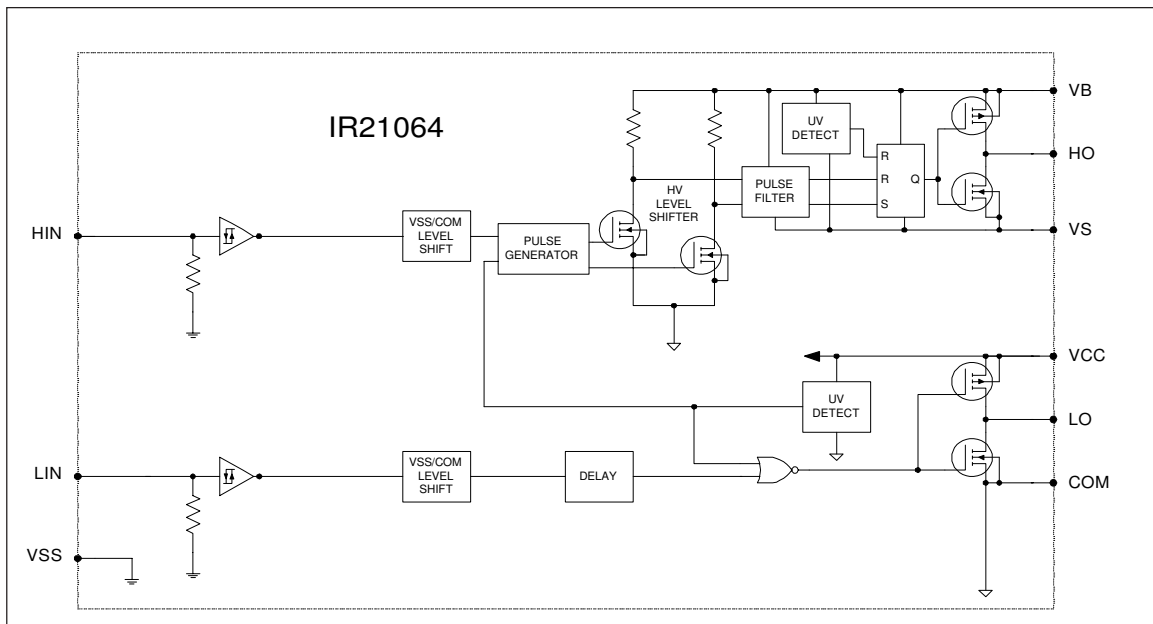 IR21064
VB
UV
DETECT
HO
R
R
Q
S
PULSE
FILTER
HV
LEVEL
SHIFTER
VS
HIN
VSS/COM
LEVEL
SHIFT
PULSE
GENERATOR
VCC
UV
DETECT
LO
LIN
VSS/COM
LEVEL
SHIFT
DELAY
COM
VSS